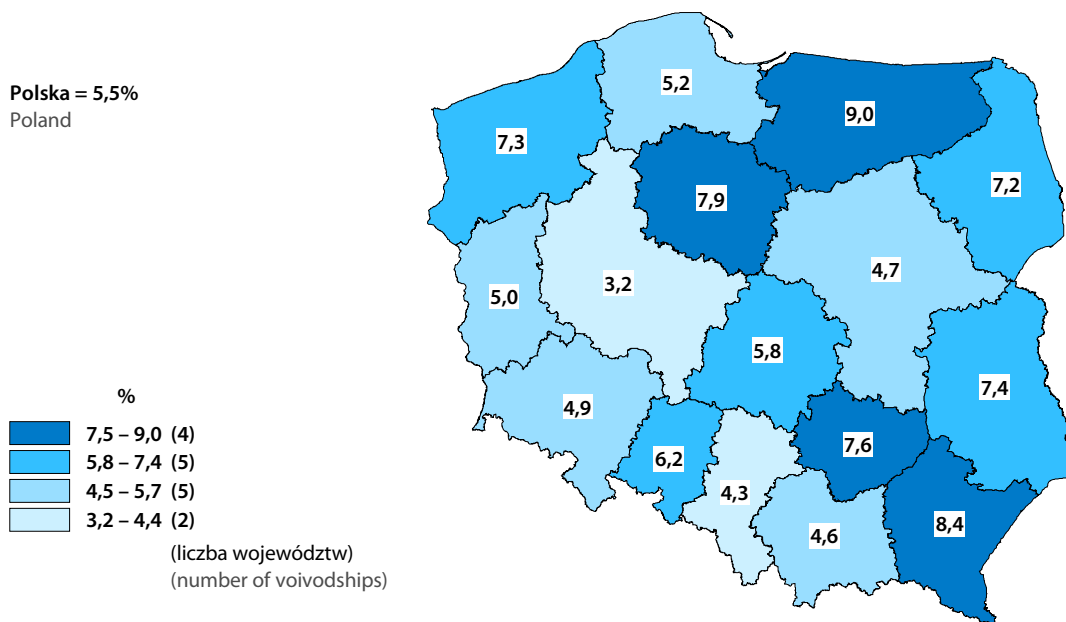 Polska = 5,5%
Poland
5,2
9,0
7,3
7,2
7,9
4,7
3,2
5,0
5,8
7,4
4,9
7,6
6,2
4,3
8,4
4,6
%
7,5 – 9,0 (4)
5,8 – 7,4 (5)
4,5 – 5,7 (5)
3,2 – 4,4 (2)
(liczba województw)
(number of voivodships)